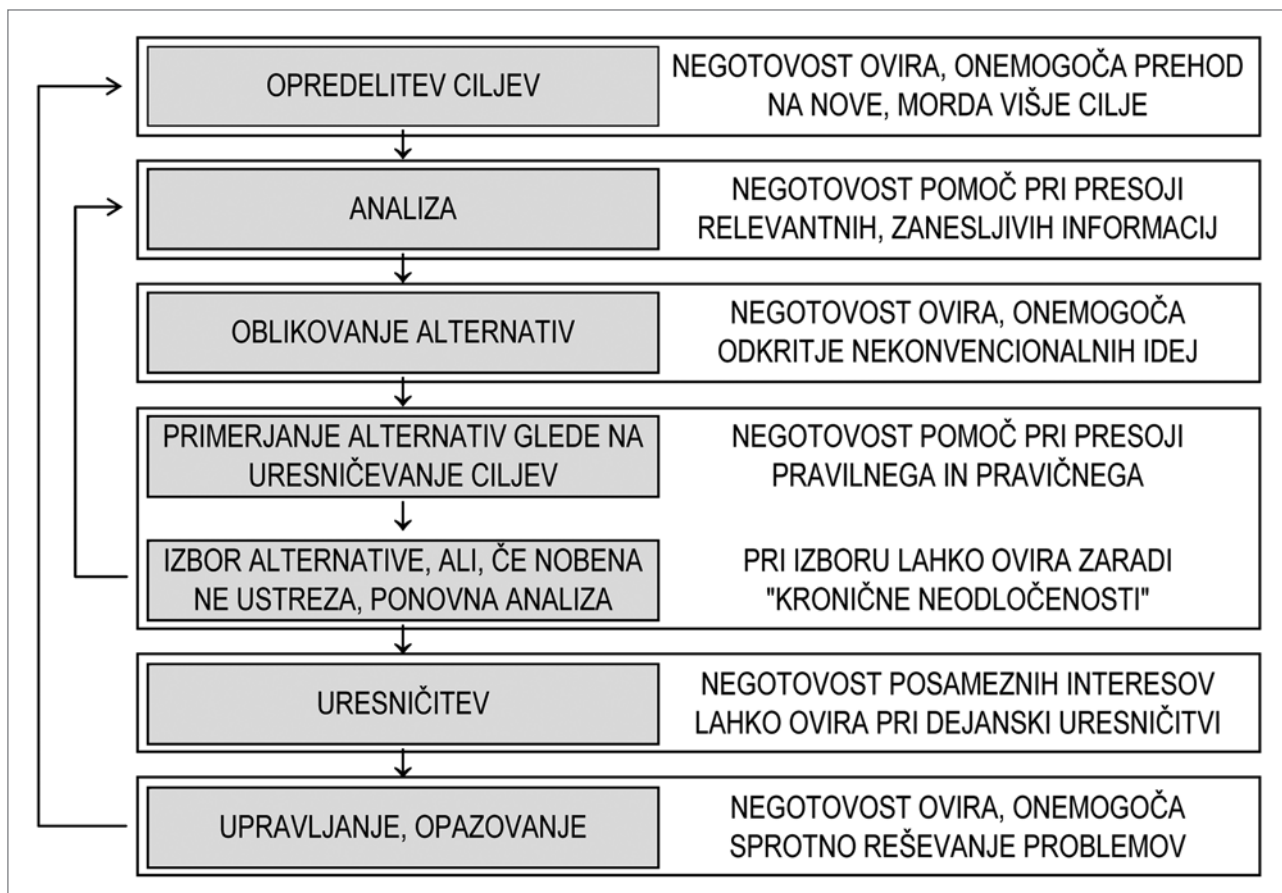 OPREDELITEV CILJEV
NEGOTOVOST OVIRA, ONEMOGOČA PREHOD
NA NOVE, MORDA VIŠJE CILJE
ANALIZA
NEGOTOVOST POMOČ PRI PRESOJI
RELEVANTNIH, ZANESLJIVIH INFORMACIJ
OBLIKOVANJE ALTERNATIV
NEGOTOVOST OVIRA, ONEMOGOČA
ODKRITJE NEKONVENCIONALNIH IDEJ
PRIMERJANJE ALTERNATIV GLEDE NA
URESNIČEVANJE CILJEV
NEGOTOVOST POMOČ PRI PRESOJI
PRAVILNEGA IN PRAVIČNEGA
IZBOR ALTERNATIVE, ALI, ČE NOBENA
NE USTREZA, PONOVNA ANALIZA
PRI IZBORU LAHKO OVIRA ZARADI
"KRONIČNE NEODLOČENOSTI"
URESNIČITEV
NEGOTOVOST POSAMEZNIH INTERESOV
LAHKO OVIRA PRI DEJANSKI URESNIČITVI
UPRAVLJANJE, OPAZOVANJE
NEGOTOVOST OVIRA, ONEMOGOČA
SPROTNO REŠEVANJE PROBLEMOV